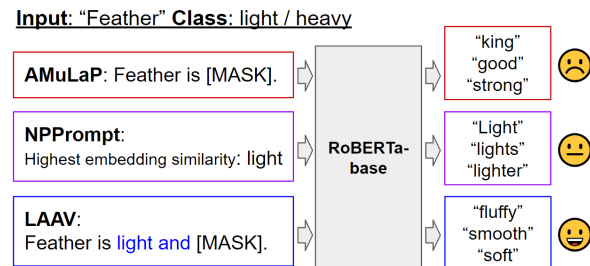 Input: “Feather” Class: light / heavy
AMuLaP: Feather is [MASK].
“king”
“good”
“strong”
NPPrompt:
Highest embedding similarity: light
RoBERTa-
base
“Light”
“lights”
“lighter”
LAAV:
Feather is light and [MASK].
“fluffy”
“smooth”
“soft”